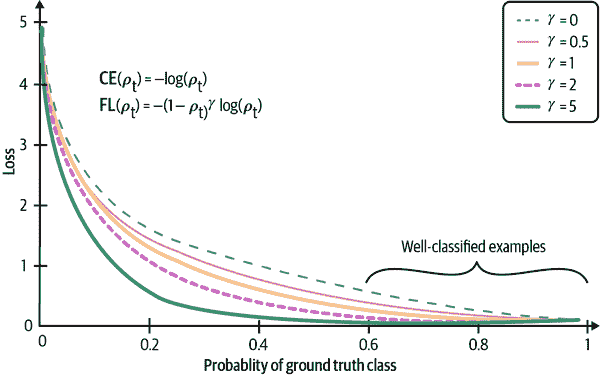 5
4
3
2
1
0
Loss
CE(ρt) = –log(ρt)
FL(ρt) = –(1– ρt)γ log(ρt)
γ = 0
γ = 0.5
γ = 1
γ = 2
γ = 5
Well-classified examples
0 0.2 0.4 0.6 0.8 1
Probablity of ground truth class